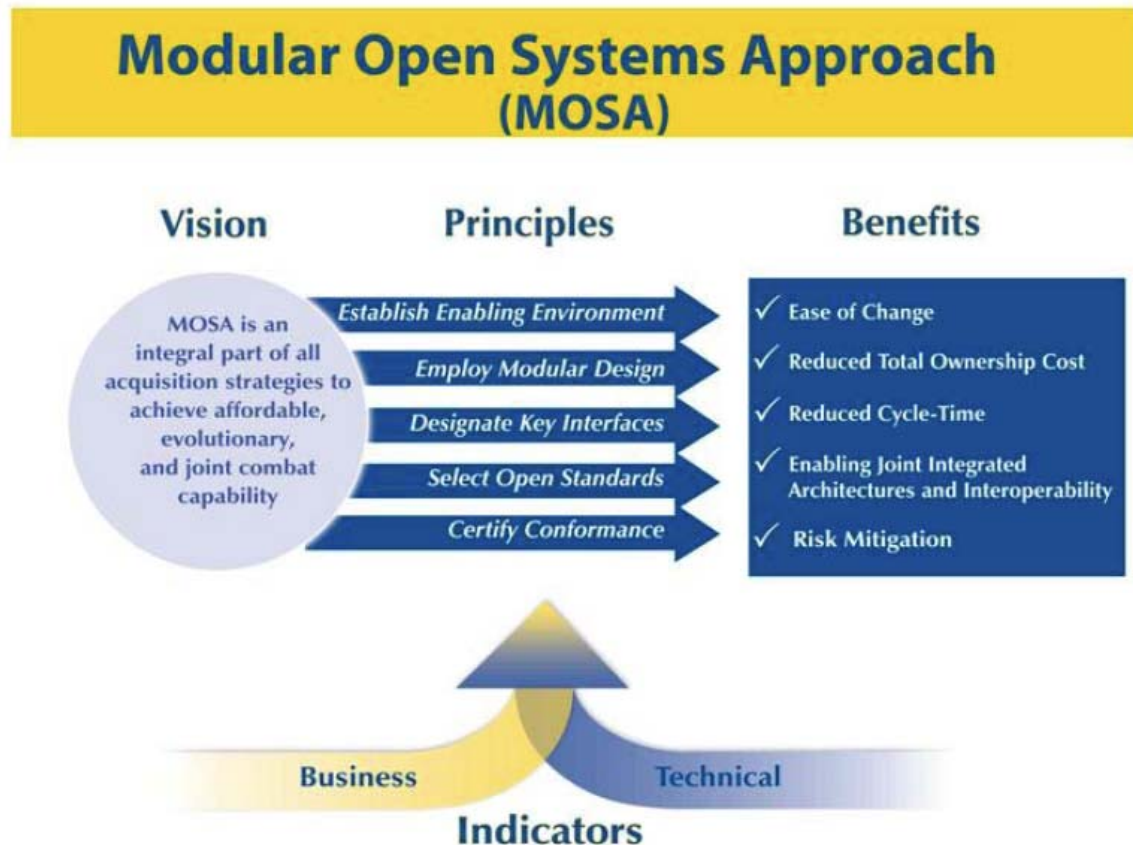 Modular Open Systems Approach
(MOSA)
Vision
Principles
Benefits
MOSA is an
integral part of all
acquisition strategies to
achieve affordable,
evolutionary,
and joint combat
capability
Establish Enabling Environment
Employ Modular Design
Designate Key Interfaces
Select Open Standards
Certify Conformance
✓ Ease of Change
✓ Reduced Total Ownership Cost
✓ Reduced Cycle-Time
✓ Enabling Joint Integrated
Architectures and Interoperability
✓ Risk Mitigation
Business
Technical
Indicators